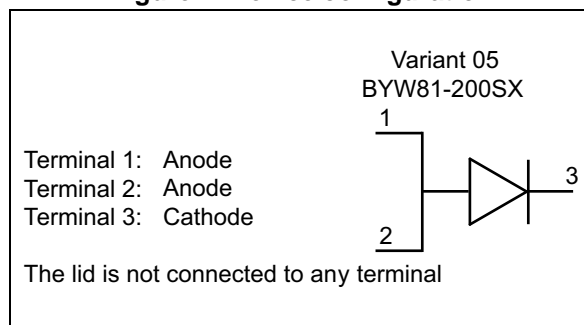 Variant 05
BYW81-200SX
1
Terminal 1: Anode
Terminal 2: Anode
Terminal 3: Cathode
3
2
The lid is not connected to any terminal